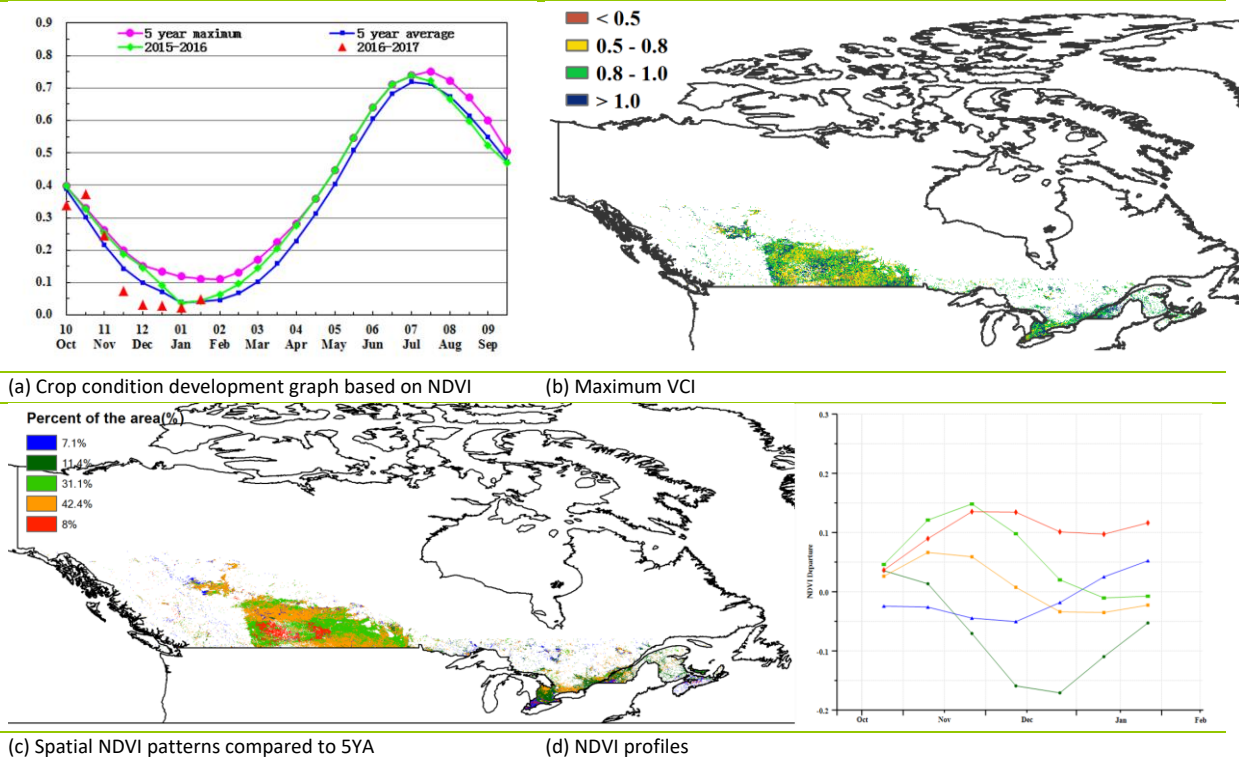 0.9
0.8
0.7
0.6
0.5
0.4
0.3
0.2
0.1
0.0
5 year maximum
5 year average
2015-2016
2016-2017
10 11 12 01 02 03 04 05 06 07 08 09
Oct Nov Dec Jan Feb Mar Apr May Jun Jul Aug Sep
< 0.5
0.5 - 0.8
0.8 - 1.0
> 1.0
(a) Crop condition development graph based on NDVI
(b) Maximum VCI
Percent of the area(%)
7.1%
11.4%
31.1%
42.4%
8%
0.3
0.2
0.1
0.0
-0.1
-0.2
NDVI Departure
Oct Nov Dec Jan Feb
(c) Spatial NDVI patterns compared to 5YA
(d) NDVI profiles